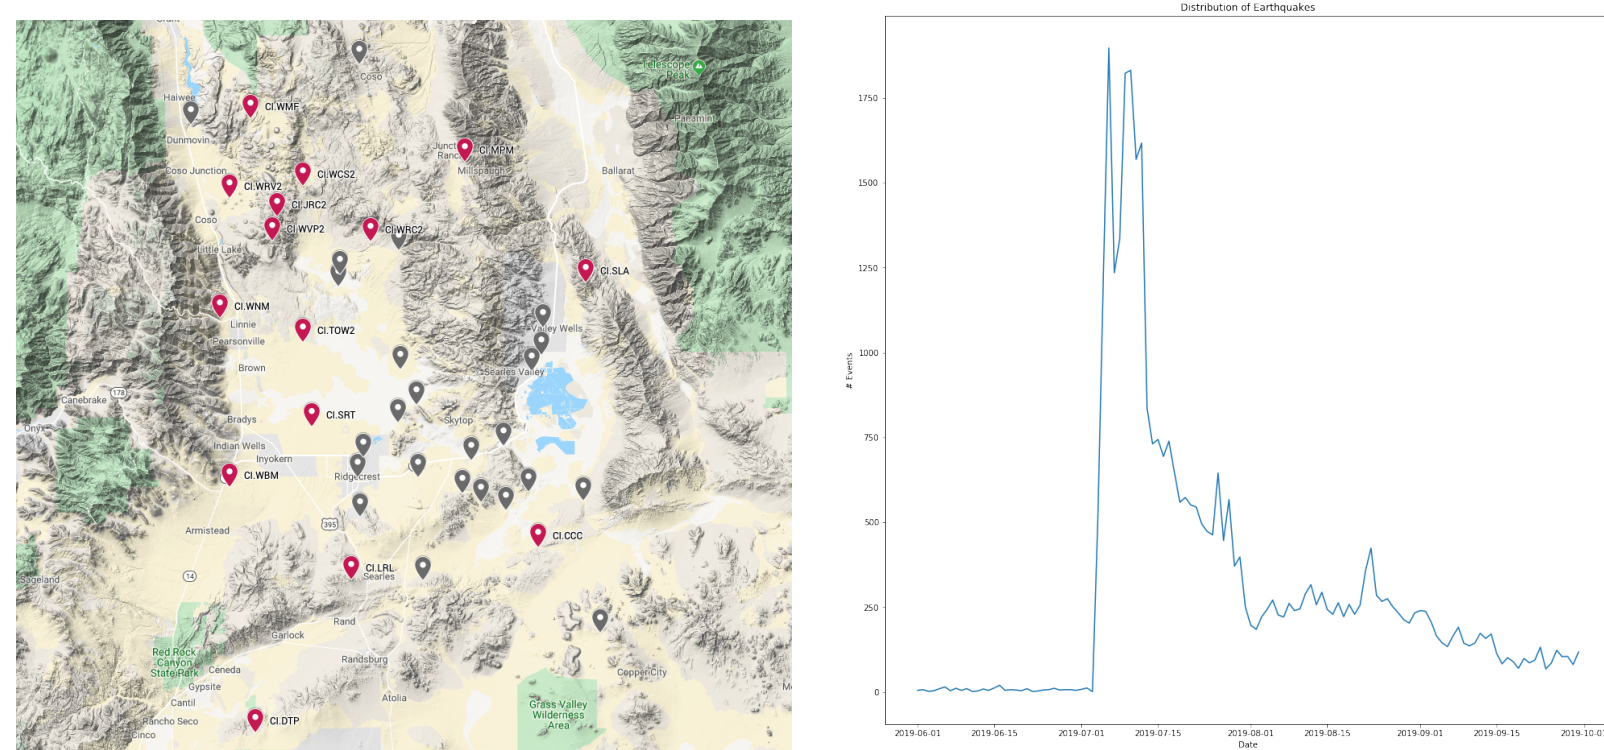 Telescope
Peak
Coso
Haiwee
CI.WMF
Panamint
Dunmovin
CI.MPM
Millspaugh
Coso Junction
CI.WCS2
Ballarat
CI.WRV2
CI.JRC2
Coso
CI.WVP2
CI.WRC2
Little Lake
CI.SLA
CI.WNM
Linnie
CI.TOW2
Valley Wells
Pearsonville
Brown
Searles Valley
178
Canebrake
CI.SRT
Bradys
Skytop
Onyx
Indian Wells
Inyokern
CI.WBM
Ridgecrest
395
Armistead
CI.CCC
CI.LRL
14
Searles
Sageland
Rand
Garlock
Red Rock
Canyon
State Park
Randsburg
Ceneda
Copper City
Gypsite
Atolia
Cantil
Grass Valley
Wilderness
Area
Rancho Seco
CI.DTP
Cinco
Distribution of Earthquakes
# Events
1750
1500
1250
1000
750
500
250
0
2019-06-01 2019-06-15 2019-07-01 2019-07-15 2019-08-01 2019-08-15 2019-09-01 2019-09-15 2019-10-01
Date